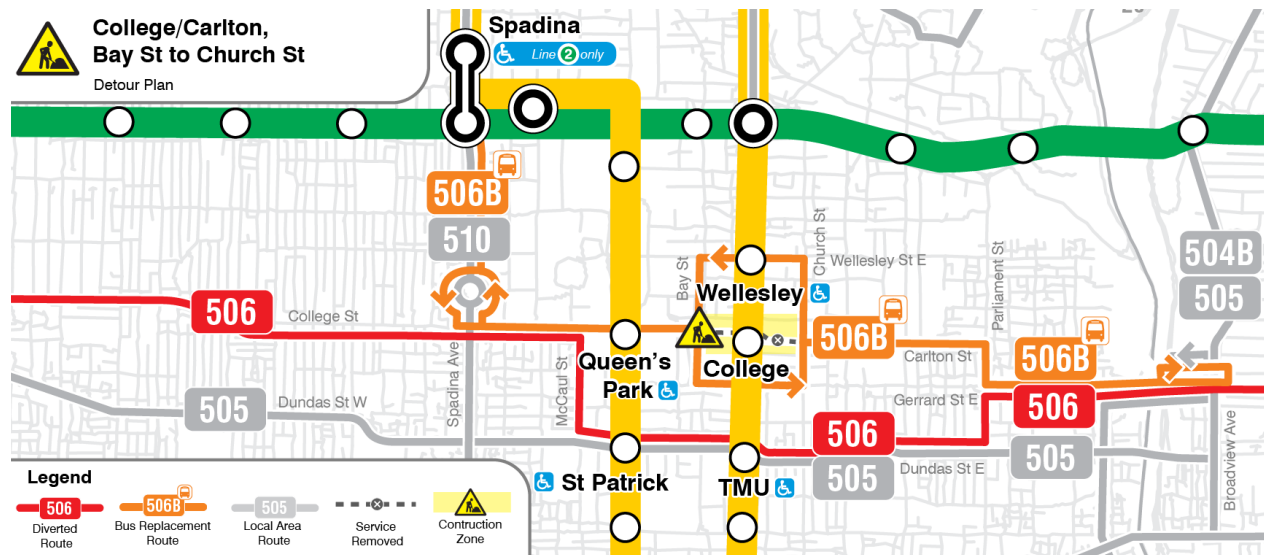 College/Carlton,
Bay St to Church St
Detour Plan
Spadina
Line 2 only
506B
510
Bay St
Church St
Wellesley St E
Wellesley
Parliament St
504B
505
506
College St
506B
Carlton St
506B
Spadina Ave
McCaul St
Queen's
Park
College
Gerrard St E
506
505
Dundas St W
506
505
Dundas St E
505
Broadview Ave
St Patrick
TMU
Legend
506
Diverted
Route
506B
Bus Replacement
Route
505
Local Area
Route
Service
Removed
Contruction
Zone